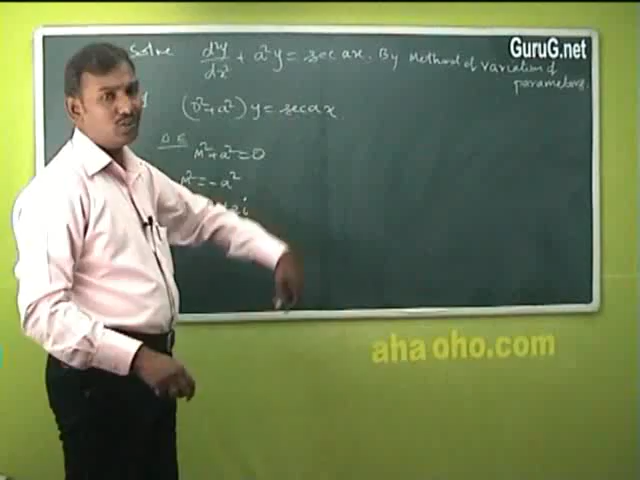 GuruG.net
Solve d²y/dx² + a²y = sec ax. By Method of variation of
parameters.
(D²+a²) y = sec ax.
A E
m²+a²=0
m² = -a²
i
aha oho.com